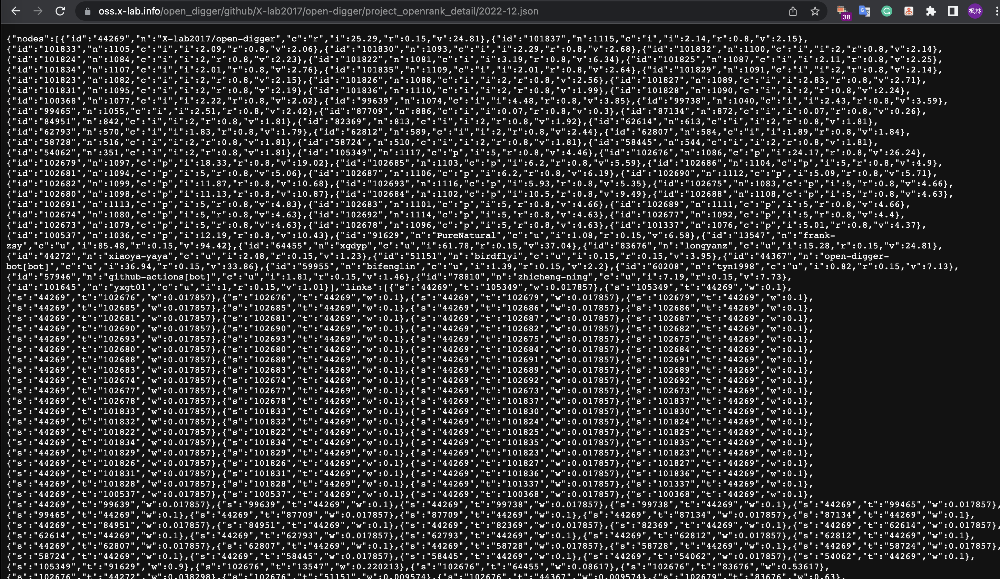 oss.x-lab.info/open_digger/github/X-lab2017/open-digger/project_openrank_detail/2022-12.json
38
枫林
{"nodes":[{"id":"44269","n":"X-lab2017/open-digger","c":"r","i":25.29,"r":0.15,"v":24.81},{"id":"101837","n":1115,"c":"i","i":2.14,"r":0.8,"v":2.15},
{"id":"101833","n":1105,"c":"i","i":2.09,"r":0.8,"v":2.06},{"id":"101830","n":1093,"c":"i","i":2.29,"r":0.8,"v":2.68},{"id":"101832","n":1100,"c":"i","i":2,"r":0.8,"v":2.14},
{"id":"101824","n":1084,"c":"i","i":2,"r":0.8,"v":2.23},{"id":"101822","n":1081,"c":"i","i":3.19,"r":0.8,"v":6.34},{"id":"101825","n":1087,"c":"i","i":2.11,"r":0.8,"v":2.25},
{"id":"101834","n":1107,"c":"i","i":2.01,"r":0.8,"v":2.76},{"id":"101835","n":1109,"c":"i","i":2.01,"r":0.8,"v":2.64},{"id":"101829","n":1091,"c":"i","i":2,"r":0.8,"v":2.14},
{"id":"101823","n":1082,"c":"i","i":2,"r":0.8,"v":2.15},{"id":"101826","n":1088,"c":"i","i":2,"r":0.8,"v":2.56},{"id":"101827","n":1089,"c":"i","i":2.83,"r":0.8,"v":2.71},
{"id":"101831","n":1095,"c":"i","i":2,"r":0.8,"v":2.19},{"id":"101836","n":1110,"c":"i","i":2,"r":0.8,"v":1.99},{"id":"101828","n":1090,"c":"i","i":2,"r":0.8,"v":2.24},
{"id":"100368","n":1077,"c":"i","i":2.22,"r":0.8,"v":2.02},{"id":"99639","n":1074,"c":"i","i":4.48,"r":0.8,"v":3.85},{"id":"99738","n":1040,"c":"i","i":2.43,"r":0.8,"v":3.59},
{"id":"99465","n":1055,"c":"i","i":2.51,"r":0.8,"v":2.42},{"id":"87709","n":886,"c":"i","i":0.07,"r":0.8,"v":0.3},{"id":"87134","n":872,"c":"i","i":0.07,"r":0.8,"v":0.26},
{"id":"84951","n":842,"c":"i","i":2,"r":0.8,"v":1.81},{"id":"82369","n":813,"c":"i","i":2,"r":0.8,"v":1.92},{"id":"62614","n":613,"c":"i","i":2,"r":0.8,"v":1.81},
{"id":"62793","n":570,"c":"i","i":1.83,"r":0.8,"v":1.79},{"id":"62812","n":589,"c":"i","i":2,"r":0.8,"v":2.44},{"id":"62807","n":584,"c":"i","i":1.89,"r":0.8,"v":1.84},
{"id":"58728","n":516,"c":"i","i":2,"r":0.8,"v":1.81},{"id":"58724","n":510,"c":"i","i":2,"r":0.8,"v":1.81},{"id":"58445","n":544,"c":"i","i":2,"r":0.8,"v":1.81},
{"id":"54062","n":351,"c":"i","i":2,"r":0.8,"v":1.81},{"id":"105349","n":1117,"c":"p","i":5,"r":0.8,"v":4.46},{"id":"102676","n":1086,"c":"p","i":24.17,"r":0.8,"v":26.24},
{"id":"102679","n":1097,"c":"p","i":18.33,"r":0.8,"v":19.02},{"id":"102685","n":1103,"c":"p","i":6.2,"r":0.8,"v":5.59},{"id":"102686","n":1104,"c":"p","i":5,"r":0.8,"v":4.9},
{"id":"102681","n":1094,"c":"p","i":5,"r":0.8,"v":5.06},{"id":"102687","n":1106,"c":"p","i":6.2,"r":0.8,"v":6.19},{"id":"102690","n":1112,"c":"p","i":5.09,"r":0.8,"v":5.71},
{"id":"102682","n":1099,"c":"p","i":11.87,"r":0.8,"v":10.68},{"id":"102693","n":1116,"c":"p","i":5.93,"r":0.8,"v":5.35},{"id":"102675","n":1083,"c":"p","i":5,"r":0.8,"v":4.66},
{"id":"102680","n":1098,"c":"p","i":11.13,"r":0.8,"v":10.87},{"id":"102684","n":1102,"c":"p","i":10.5,"r":0.8,"v":9.49},{"id":"102688","n":1108,"c":"p","i":5,"r":0.8,"v":4.63},
{"id":"102691","n":1113,"c":"p","i":5,"r":0.8,"v":4.83},{"id":"102683","n":1101,"c":"p","i":5,"r":0.8,"v":4.66},{"id":"102689","n":1111,"c":"p","i":5,"r":0.8,"v":4.66},
{"id":"102674","n":1080,"c":"p","i":5,"r":0.8,"v":4.63},{"id":"102692","n":1114,"c":"p","i":5,"r":0.8,"v":4.63},{"id":"102677","n":1092,"c":"p","i":5,"r":0.8,"v":4.4},
{"id":"102673","n":1079,"c":"p","i":5,"r":0.8,"v":4.63},{"id":"102678","n":1096,"c":"p","i":5,"r":0.8,"v":4.63},{"id":"101337","n":1076,"c":"p","i":5.01,"r":0.8,"v":4.37},
{"id":"100537","n":1036,"c":"p","i":12.19,"r":0.8,"v":10.43},{"id":"91629","n":"PureNatural","c":"u","i":1.08,"r":0.15,"v":6.58},{"id":"13547","n":"frank-
zsy","c":"u","i":85.48,"r":0.15,"v":94.42},{"id":"64455","n":"xgdyp","c":"u","i":61.78,"r":0.15,"v":37.04},{"id":"83676","n":"longyanz","c":"u","i":15.28,"r":0.15,"v":24.81},
{"id":"44272","n":"xiaoya-yaya","c":"u","i":2.48,"r":0.15,"v":1.23},{"id":"51151","n":"birdflyi","c":"u","i":0.15,"r":0.15,"v":3.95},{"id":"44367","n":"open-digger-
bot[bot]","c":"u","i":36.94,"r":0.15,"v":33.86},{"id":"59955","n":"bifenglin","c":"u","i":1.39,"r":0.15,"v":2.2},{"id":"60208","n":"tyn1998","c":"u","i":0.82,"r":0.15,"v":7.13},
{"id":"57946","n":"github-actions[bot]","c":"u","i":1.81,"r":0.15,"v":1.46},{"id":"78810","n":"zhicheng-ning","c":"u","i":7.19,"r":0.15,"v":7.73},
{"id":"101645","n":"yxgt01","c":"u","i":1,"r":0.15,"v":1.01}],"links":[{"s":"44269","t":"105349","w":0.017857},{"s":"105349","t":"44269","w":0.1},
{"s":"44269","t":"102676","w":0.017857},{"s":"102676","t":"44269","w":0.1},{"s":"44269","t":"102679","w":0.017857},{"s":"102679","t":"44269","w":0.1},
{"s":"44269","t":"102685","w":0.017857},{"s":"102685","t":"44269","w":0.1},{"s":"44269","t":"102686","w":0.017857},{"s":"102686","t":"44269","w":0.1},
{"s":"44269","t":"102681","w":0.017857},{"s":"102681","t":"44269","w":0.1},{"s":"44269","t":"102687","w":0.017857},{"s":"102687","t":"44269","w":0.1},
{"s":"44269","t":"102690","w":0.017857},{"s":"102690","t":"44269","w":0.1},{"s":"44269","t":"102682","w":0.017857},{"s":"102682","t":"44269","w":0.1},
{"s":"44269","t":"102693","w":0.017857},{"s":"102693","t":"44269","w":0.1},{"s":"44269","t":"102675","w":0.017857},{"s":"102675","t":"44269","w":0.1},
{"s":"44269","t":"102680","w":0.017857},{"s":"102680","t":"44269","w":0.1},{"s":"44269","t":"102684","w":0.017857},{"s":"102684","t":"44269","w":0.1},
{"s":"44269","t":"102688","w":0.017857},{"s":"102688","t":"44269","w":0.1},{"s":"44269","t":"102691","w":0.017857},{"s":"102691","t":"44269","w":0.1},
{"s":"44269","t":"102683","w":0.017857},{"s":"102683","t":"44269","w":0.1},{"s":"44269","t":"102689","w":0.017857},{"s":"102689","t":"44269","w":0.1},
{"s":"44269","t":"102674","w":0.017857},{"s":"102674","t":"44269","w":0.1},{"s":"44269","t":"102692","w":0.017857},{"s":"102692","t":"44269","w":0.1},
{"s":"44269","t":"102677","w":0.017857},{"s":"102677","t":"44269","w":0.1},{"s":"44269","t":"102673","w":0.017857},{"s":"102673","t":"44269","w":0.1},
{"s":"44269","t":"102678","w":0.017857},{"s":"102678","t":"44269","w":0.1},{"s":"44269","t":"101837","w":0.017857},{"s":"101837","t":"44269","w":0.1},
{"s":"44269","t":"101833","w":0.017857},{"s":"101833","t":"44269","w":0.1},{"s":"44269","t":"101830","w":0.017857},{"s":"101830","t":"44269","w":0.1},
{"s":"44269","t":"101832","w":0.017857},{"s":"101832","t":"44269","w":0.1},{"s":"44269","t":"101824","w":0.017857},{"s":"101824","t":"44269","w":0.1},
{"s":"44269","t":"101822","w":0.017857},{"s":"101822","t":"44269","w":0.1},{"s":"44269","t":"101825","w":0.017857},{"s":"101825","t":"44269","w":0.1},
{"s":"44269","t":"101834","w":0.017857},{"s":"101834","t":"44269","w":0.1},{"s":"44269","t":"101835","w":0.017857},{"s":"101835","t":"44269","w":0.1},
{"s":"44269","t":"101829","w":0.017857},{"s":"101829","t":"44269","w":0.1},{"s":"44269","t":"101823","w":0.017857},{"s":"101823","t":"44269","w":0.1},
{"s":"44269","t":"101826","w":0.017857},{"s":"101826","t":"44269","w":0.1},{"s":"44269","t":"101827","w":0.017857},{"s":"101827","t":"44269","w":0.1},
{"s":"44269","t":"101831","w":0.017857},{"s":"101831","t":"44269","w":0.1},{"s":"44269","t":"101836","w":0.017857},{"s":"101836","t":"44269","w":0.1},
{"s":"44269","t":"101828","w":0.017857},{"s":"101828","t":"44269","w":0.1},{"s":"44269","t":"101337","w":0.017857},{"s":"101337","t":"44269","w":0.1},
{"s":"44269","t":"100537","w":0.017857},{"s":"100537","t":"44269","w":0.1},{"s":"44269","t":"100368","w":0.017857},{"s":"100368","t":"44269","w":0.1},
{"s":"44269","t":"99639","w":0.017857},{"s":"99639","t":"44269","w":0.1},{"s":"44269","t":"99738","w":0.017857},{"s":"99738","t":"44269","w":0.1},{"s":"44269","t":"99465","w":0.017857},
{"s":"99465","t":"44269","w":0.1},{"s":"44269","t":"87709","w":0.017857},{"s":"87709","t":"44269","w":0.1},{"s":"44269","t":"87134","w":0.017857},{"s":"87134","t":"44269","w":0.1},
{"s":"44269","t":"84951","w":0.017857},{"s":"84951","t":"44269","w":0.1},{"s":"44269","t":"82369","w":0.017857},{"s":"82369","t":"44269","w":0.1},{"s":"44269","t":"62614","w":0.017857},
{"s":"62614","t":"44269","w":0.1},{"s":"44269","t":"62793","w":0.017857},{"s":"62793","t":"44269","w":0.1},{"s":"44269","t":"62812","w":0.017857},{"s":"62812","t":"44269","w":0.1},
{"s":"44269","t":"62807","w":0.017857},{"s":"62807","t":"44269","w":0.1},{"s":"44269","t":"58728","w":0.017857},{"s":"58728","t":"44269","w":0.1},{"s":"44269","t":"58724","w":0.017857},
{"s":"58724","t":"44269","w":0.1},{"s":"44269","t":"58445","w":0.017857},{"s":"58445","t":"44269","w":0.1},{"s":"44269","t":"54062","w":0.017857},{"s":"54062","t":"44269","w":0.1},
{"s":"105349","t":"91629","w":0.9},{"s":"102676","t":"13547","w":0.220213},{"s":"102676","t":"64455","w":0.08617},{"s":"102676","t":"83676","w":0.53617},
{"s":"102676","t":"44272","w":0.038298},{"s":"102676","t":"51151","w":0.009574},{"s":"102676","t":"44367","w":0.009574},{"s":"102679","t":"83676","w":0.63},